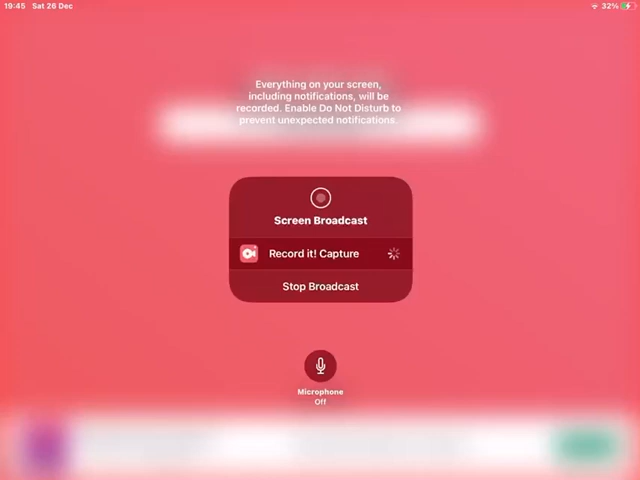 19:45 Sat 26 Dec
32%
Everything on your screen,
including notifications, will be
recorded. Enable Do Not Disturb to
prevent unexpected notifications.
Screen Broadcast
Record it! Capture
Stop Broadcast
Microphone
Off